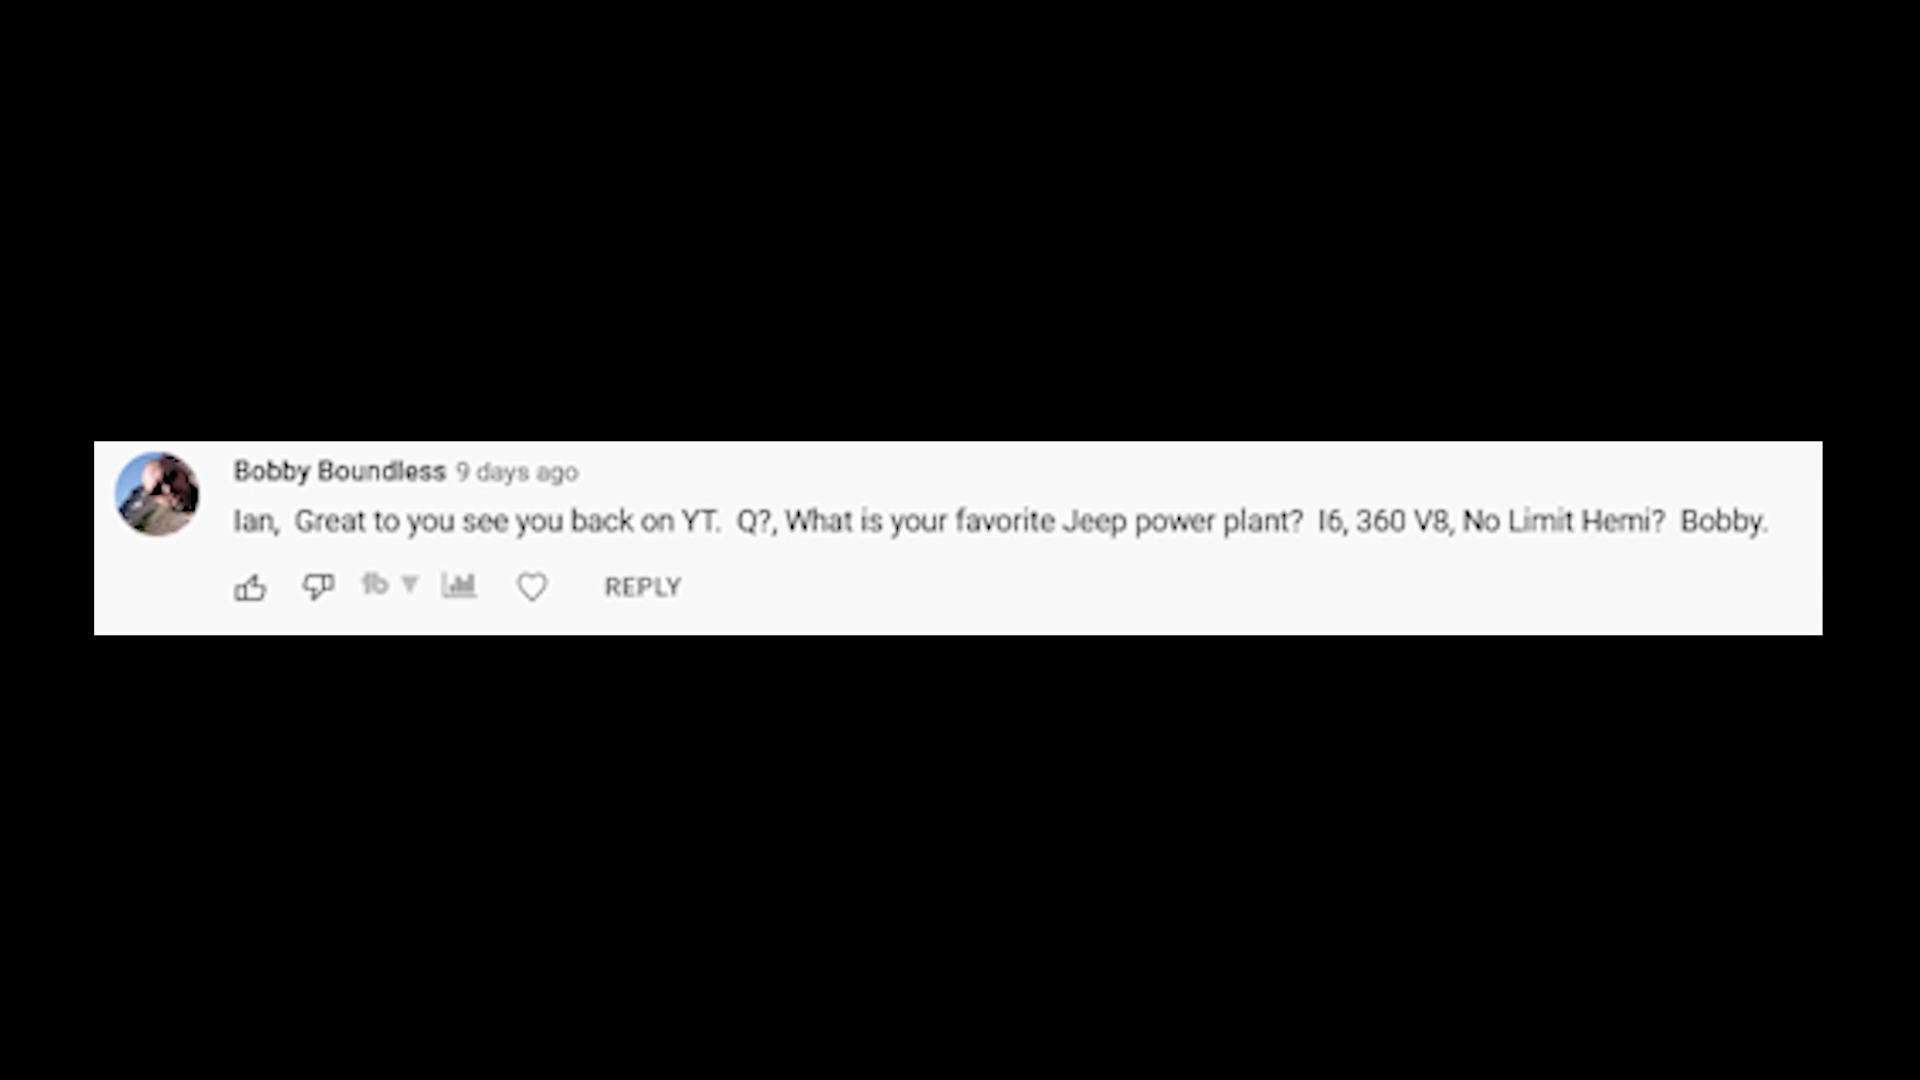 Bobby Boundless 9 days ago
Ian, Great to you see you back on YT. Q?, What is your favorite Jeep power plant? I6, 360 V8, No Limit Hemi? Bobby.
REPLY